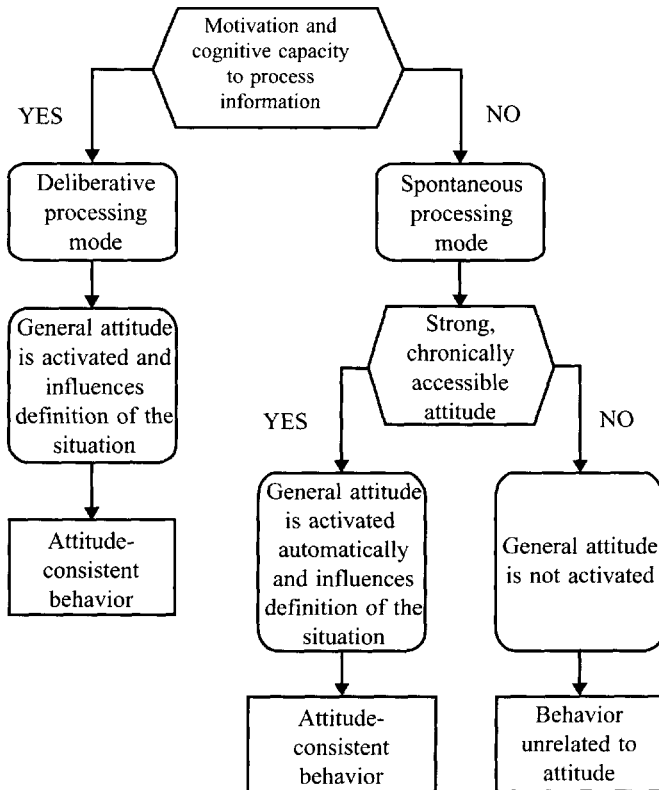 Motivation and
cognitive capacity
to process
information
YES
NO
Deliberative
processing
mode
Spontaneous
processing
mode
General attitude
is activated and
influences
definition of the
situation
Strong,
chronically
accessible
attitude
YES
NO
Attitude-
consistent
behavior
General attitude
is activated
automatically
and influences
definition of the
situation
General attitude
is not activated
Attitude-
consistent
behavior
Behavior
unrelated to
attitude